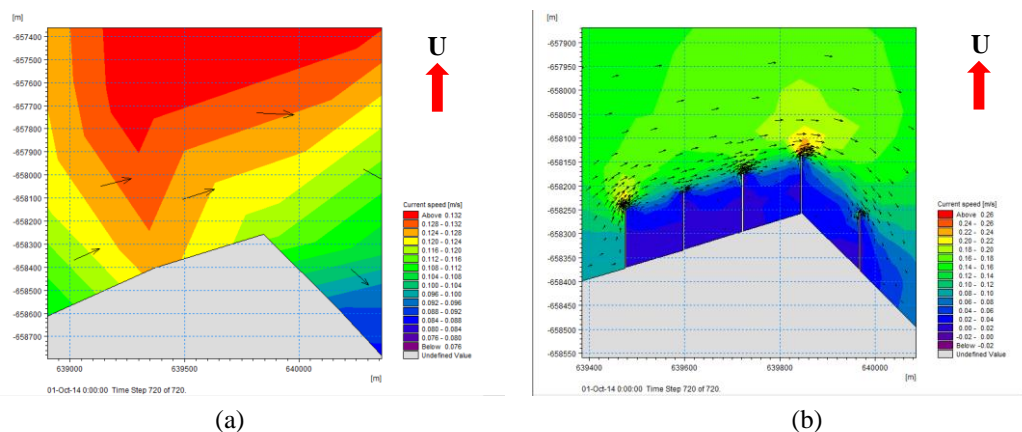 [m]
-657400
-657500
-657600
-657700
-657800
-657900
-658000
-658100
-658200
-658300
-658400
-658500
-658600
-658700
639000
639500
640000
[m]
01-Oct-14 0:00:00 Time Step 720 of 720.
U
Current speed [m/s]
Above 0.132
0.128 - 0.132
0.124 - 0.128
0.120 - 0.124
0.116 - 0.120
0.112 - 0.116
0.108 - 0.112
0.104 - 0.108
0.100 - 0.104
0.096 - 0.100
0.092 - 0.096
0.088 - 0.092
0.084 - 0.088
0.080 - 0.084
0.076 - 0.080
Below 0.076
Undefined Value
(a)
[m]
-657900
-657950
-658000
-658050
-658100
-658150
-658200
-658250
-658300
-658350
-658400
-658450
-658500
-658550
639400
639600
639800
640000
[m]
01-Oct-14 0:00:00 Time Step 720 of 720.
U
Current speed [m/s]
Above 0.26
0.24 - 0.26
0.22 - 0.24
0.20 - 0.22
0.18 - 0.20
0.16 - 0.18
0.14 - 0.16
0.12 - 0.14
0.10 - 0.12
0.08 - 0.10
0.06 - 0.08
0.04 - 0.06
0.02 - 0.04
0.00 - 0.02
-0.02 - 0.00
Below -0.02
Undefined Value
(b)